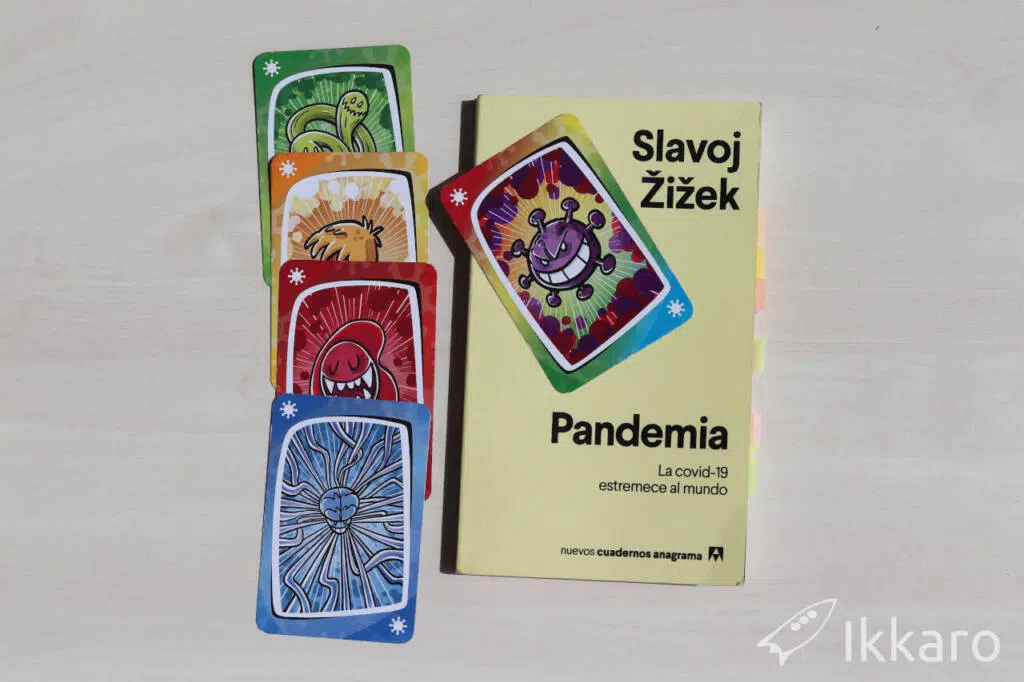 Slavoj
Žižek
Pandemia
La covid-19
estremece al mundo
nuevos cuadernos anagrama
Ikkaro